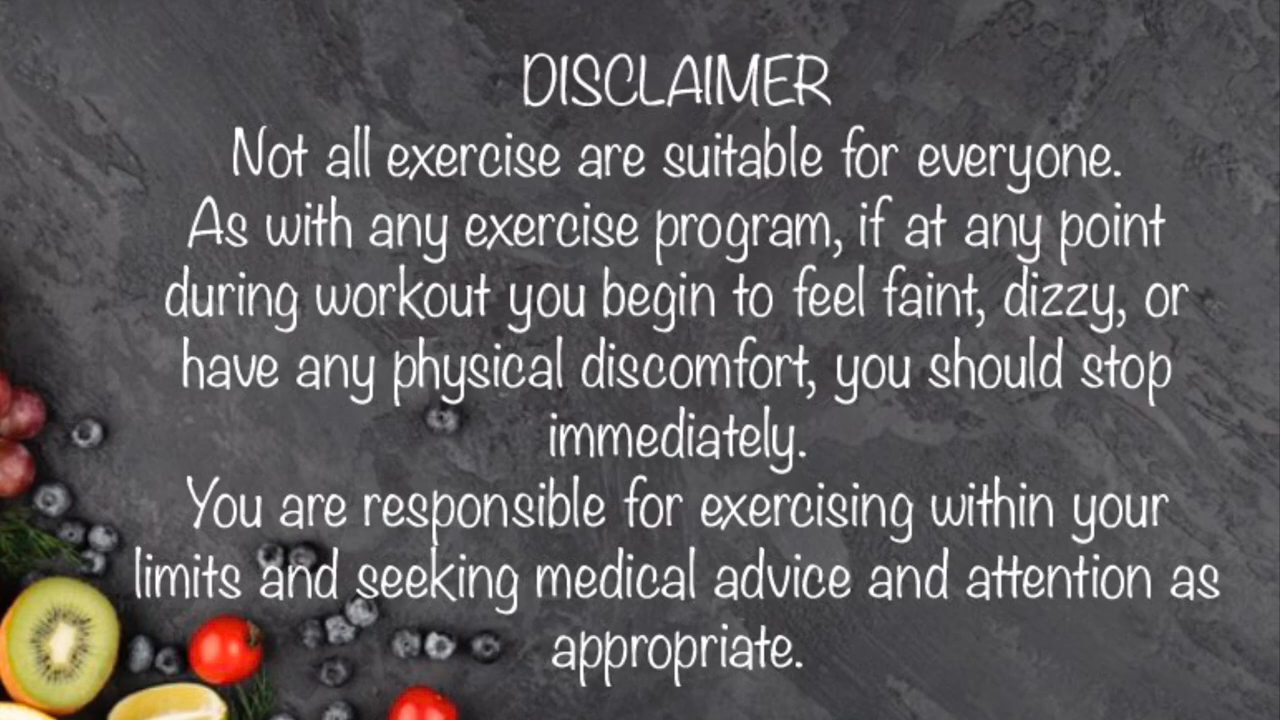 DISCLAIMER
Not all exercise are suitable for everyone.
As with any exercise program, if at any point
during workout you begin to feel faint, dizzy, or
have any physical discomfort, you should stop
immediately.
You are responsible for exercising within your
limits and seeking medical advice and attention as
appropriate.